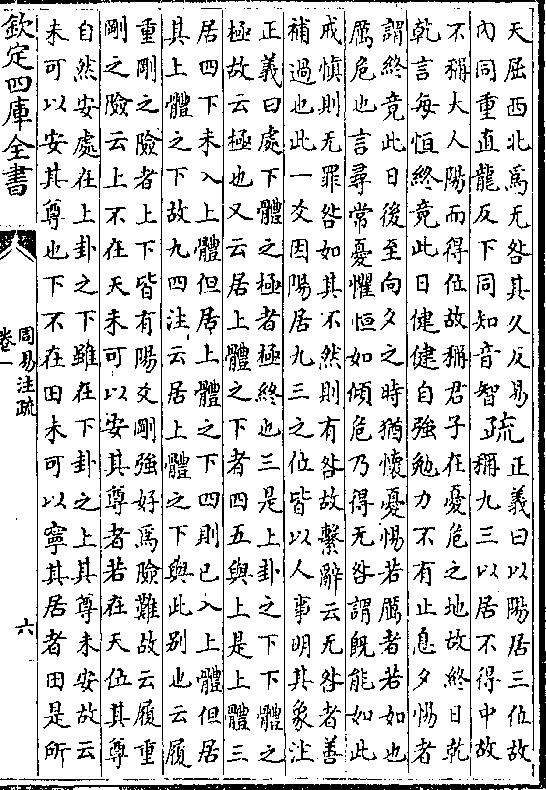 天屈西北為无咎其久反易
內同重直龍反下同知音智
疏
正義曰以陽居三位故
稱九三以居不得中故
不稱大人陽而得位故稱君子在憂危之地故終日乾
乾言每恒終竟此日健健自強勉力不有止息夕惕者
謂終竟此日後至向夕之時猶懷憂惕若厲者若如也
厲危也言尋常憂懼恒如傾危乃得无咎謂既能如此
戒慎則无罪咎如其不然則有咎故繫辭云无咎者善
補過也此一爻因陽居九三之位皆以人事明其象注
正義曰處下體之極者極終也三是上卦之下下體之
極故云極也又云居上體之下者四五與上是上體三
居四下未入上體但居上體之下四則已入上體但居
其上體之下故九四注云居上體之下與此別也云履
重剛之險者上下皆有陽爻剛強好為險難故云履重
剛之險云上不在天未可以安其尊者若在天位其尊
自然安處在上卦之下雖在下卦之上其尊未安故云
未可以安其尊也下不在田未可以寧其居者田是所
欽定四庫全書
周易注疏
卷一
六